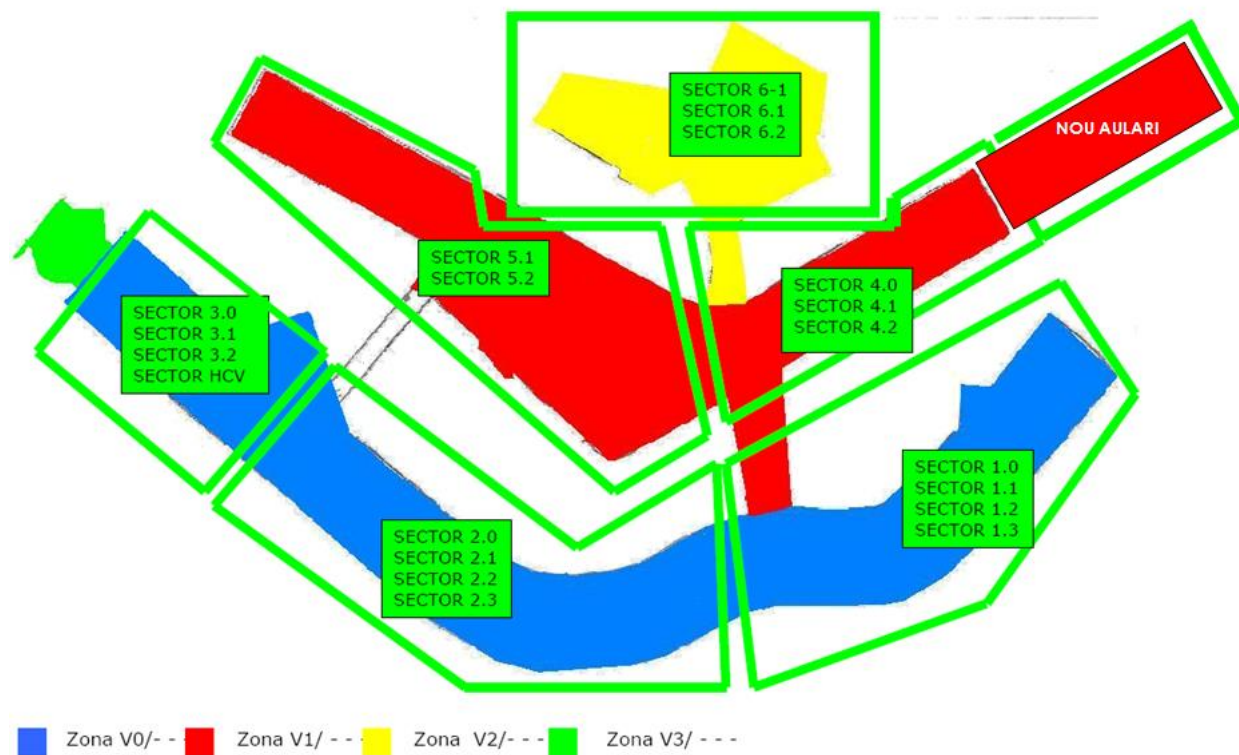 SECTOR 6-1
SECTOR 6.1
SECTOR 6.2
NOU AULARI
SECTOR 5.1
SECTOR 5.2
SECTOR 4.0
SECTOR 4.1
SECTOR 4.2
SECTOR 3.0
SECTOR 3.1
SECTOR 3.2
SECTOR HCV
SECTOR 1.0
SECTOR 1.1
SECTOR 1.2
SECTOR 1.3
SECTOR 2.0
SECTOR 2.1
SECTOR 2.2
SECTOR 2.3
Zona V0/- - - Zona V1/ - - - Zona V2/- - - Zona V3/ - - -